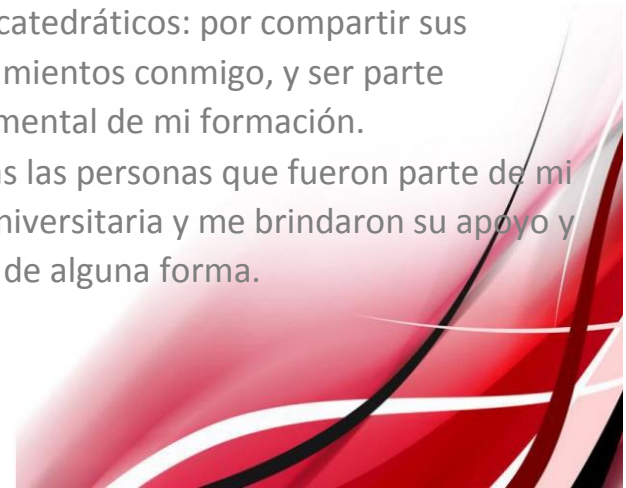 catedráticos: por compartir sus
mientos conmigo, y ser parte
mental de mi formación.
s las personas que fueron parte de mi
niversitaria y me brindaron su apoyo y
de alguna forma.